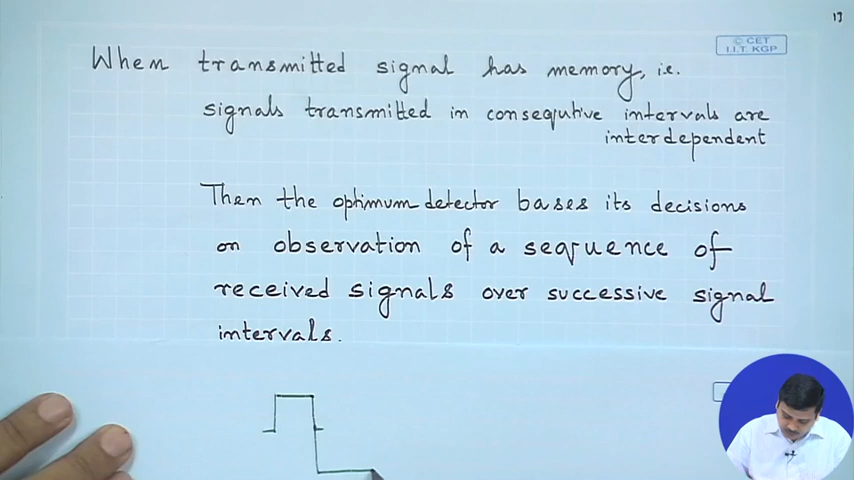 19
© CET
I.I.T. KGP
When transmitted signal has memory, i.e.
signals transmitted in consequtive intervals are
interdependent
Then the optimum detector bases its decisions
on observation of a sequence of
received signals over successive signal
intervals.